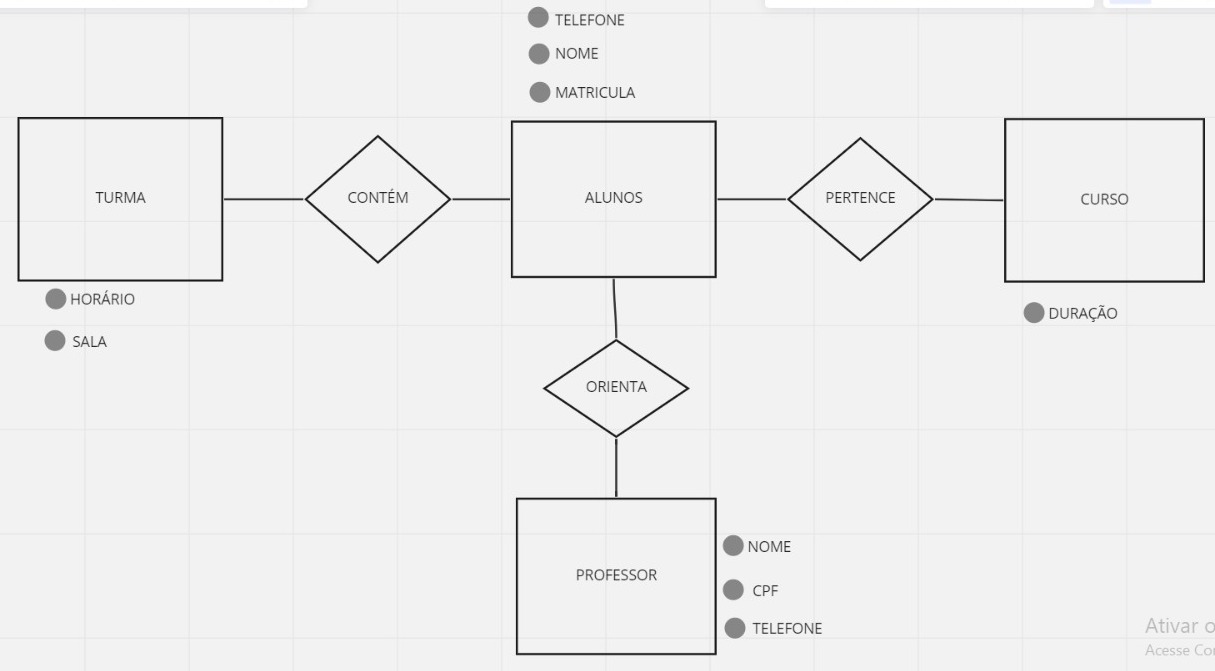 TELEFONE
NOME
MATRICULA
TURMA
CONTÉM
ALUNOS
PERTENCE
CURSO
HORÁRIO
SALA
DURAÇÃO
ORIENTA
PROFESSOR
NOME
CPF
TELEFONE
Ativar o
Acesse Co